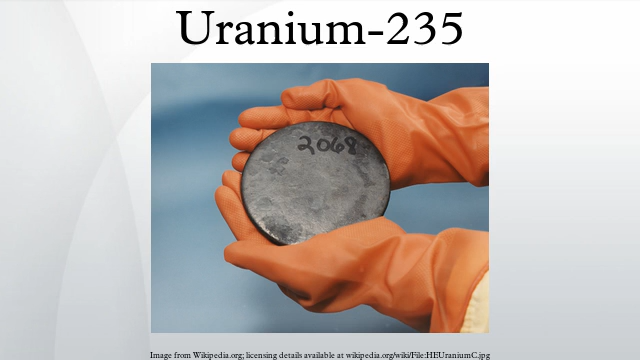 Uranium-235
2068
Image from Wikipedia.org; licensing details available at wikipedia.org/wiki/File:HEUraniumC.jpg